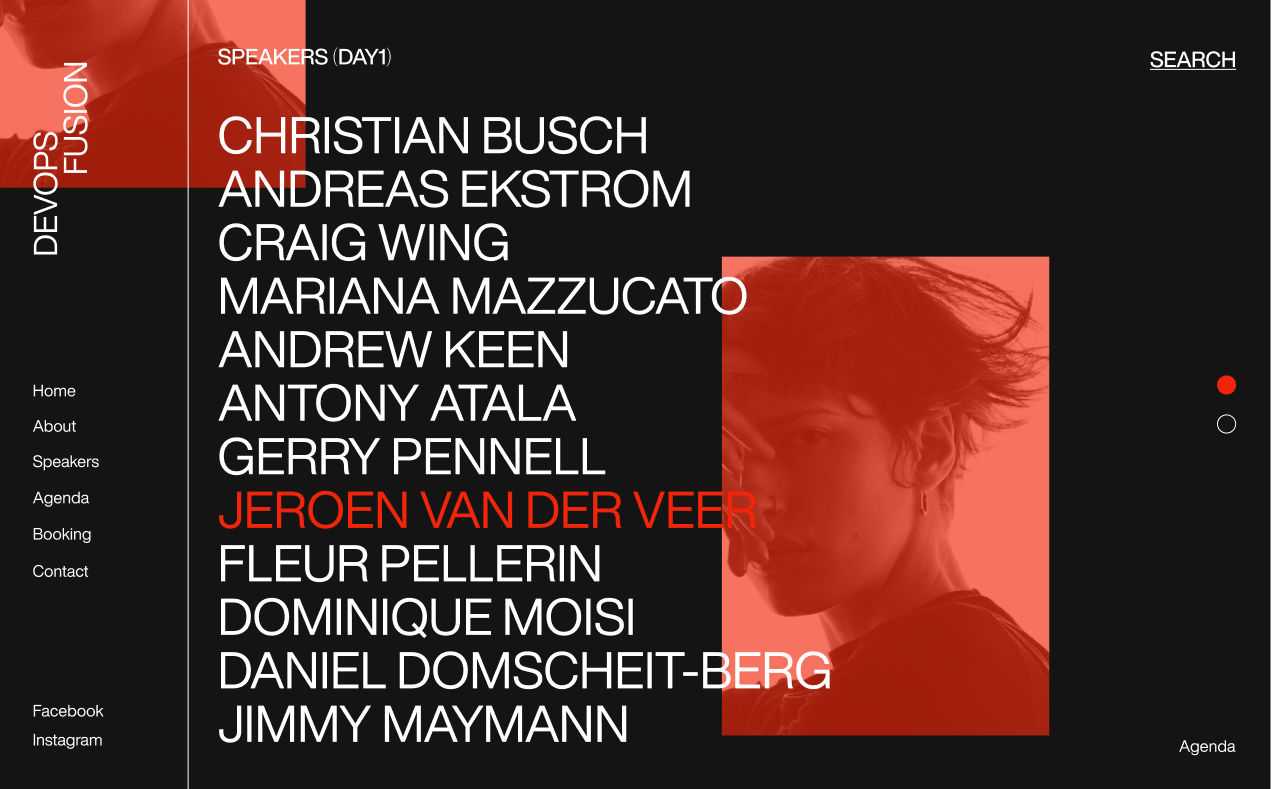 DEVOPS
FUSION
Home
About
Speakers
Agenda
Booking
Contact
Facebook
Instagram
SPEAKERS (DAY1)
CHRISTIAN BUSCH
ANDREAS EKSTROM
CRAIG WING
MARIANA MAZZUCATO
ANDREW KEEN
ANTONY ATALA
GERRY PENNELL
JEROEN VAN DER VEER
FLEUR PELLERIN
DOMINIQUE MOISI
DANIEL DOMSCHEIT-BERG
JIMMY MAYMANN
SEARCH
Agenda